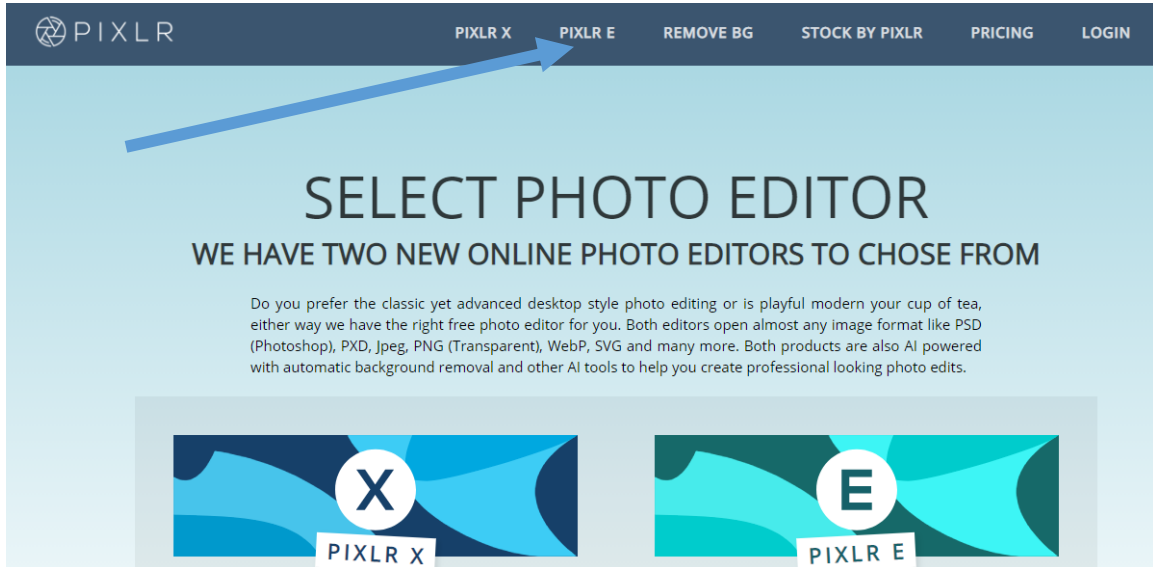 PIXLR PIXLR X PIXLR E REMOVE BG STOCK BY PIXLR PRICING LOGIN
SELECT PHOTO EDITOR
WE HAVE TWO NEW ONLINE PHOTO EDITORS TO CHOSE FROM
Do you prefer the classic yet advanced desktop style photo editing or is playful modern your cup of tea,
either way we have the right free photo editor for you. Both editors open almost any image format like PSD
(Photoshop), PXD, Jpeg, PNG (Transparent), WebP, SVG and many more. Both products are also AI powered
with automatic background removal and other AI tools to help you create professional looking photo edits.
X
PIXLR X
E
PIXLR E